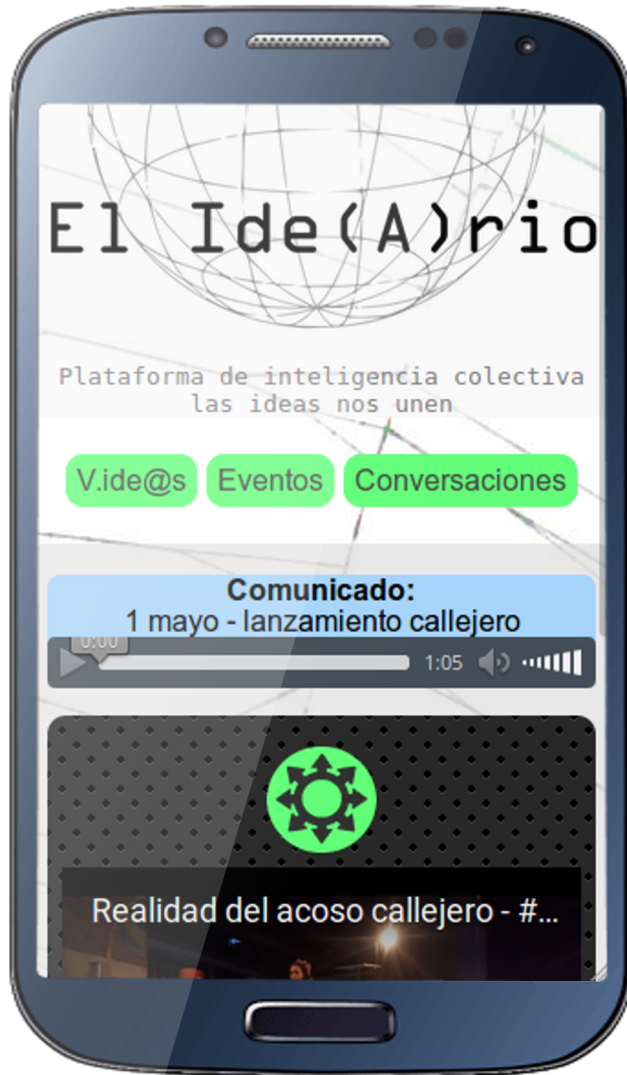 El Ide(A)rio
Plataforma de inteligencia colectiva
las ideas nos unen
V.ide@s Eventos Conversaciones
Comunicado:
1 mayo - lanzamiento callejero
0:00
1:05
Realidad del acoso callejero - #...